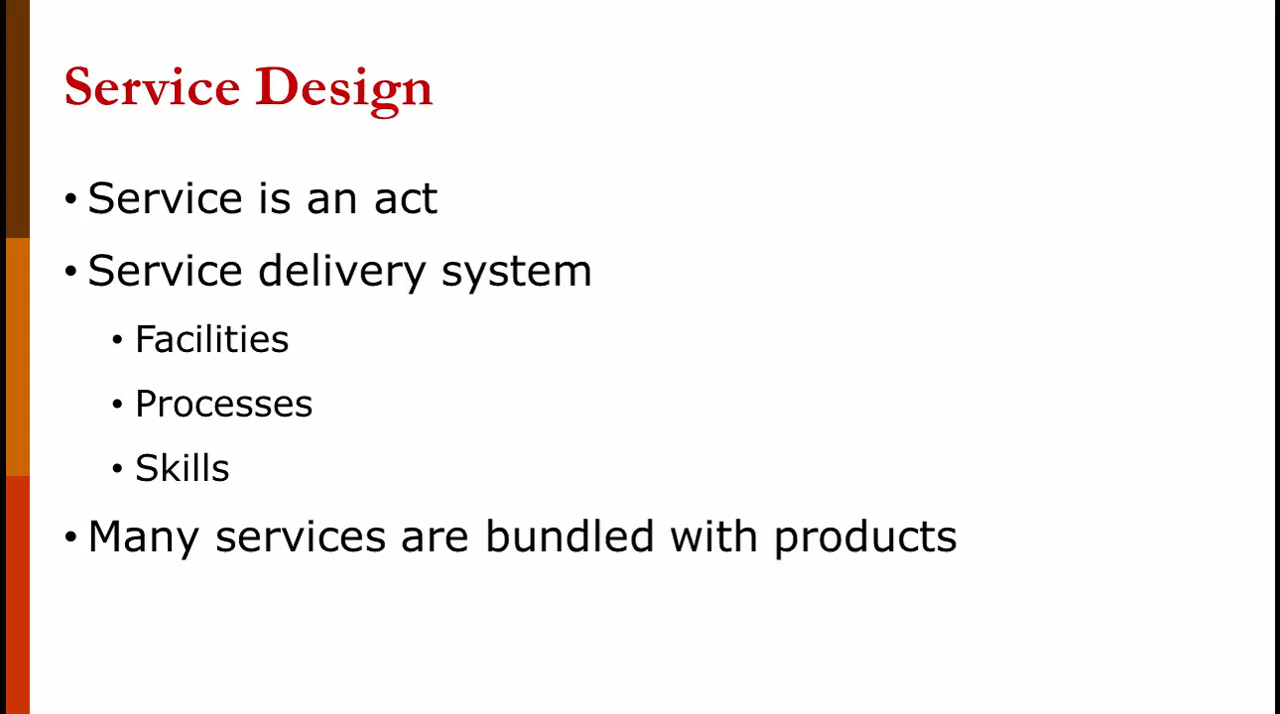 Service Design
• Service is an act
• Service delivery system
• Facilities
• Processes
• Skills
• Many services are bundled with products